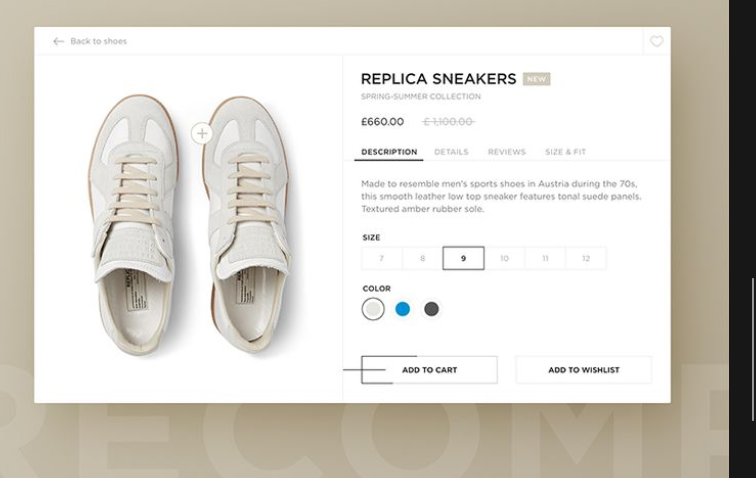 Back to shoes
REPLICA SNEAKERS NEW
SPRING-SUMMER COLLECTION
£660.00 £1,100.00
DESCRIPTION DETAILS REVIEWS SIZE & FIT
Made to resemble men's sports shoes in Austria during the 70s,
this smooth leather low top sneaker features tonal suede panels.
Textured amber rubber sole.
SIZE
7 8 9 10 11 12
COLOR
ADD TO CART ADD TO WISHLIST
RECOM